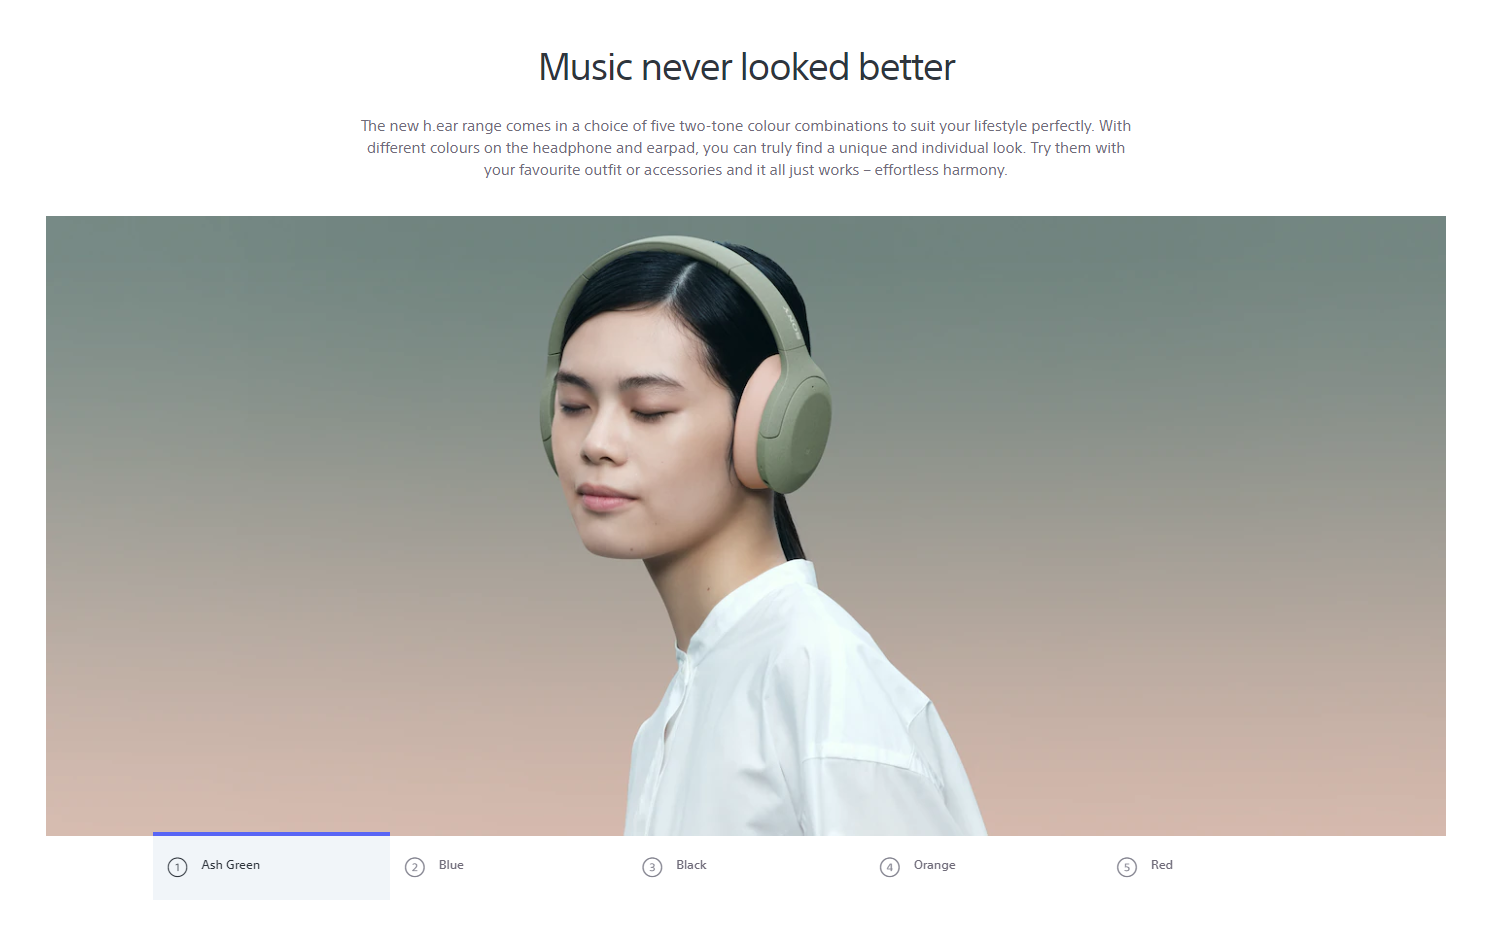 Music never looked better
The new h.ear range comes in a choice of five two-tone colour combinations to suit your lifestyle perfectly. With
different colours on the headphone and earpad, you can truly find a unique and individual look. Try them with
your favourite outfit or accessories and it all just works – effortless harmony.
SONY
1 Ash Green
2 Blue
3 Black
4 Orange
5 Red